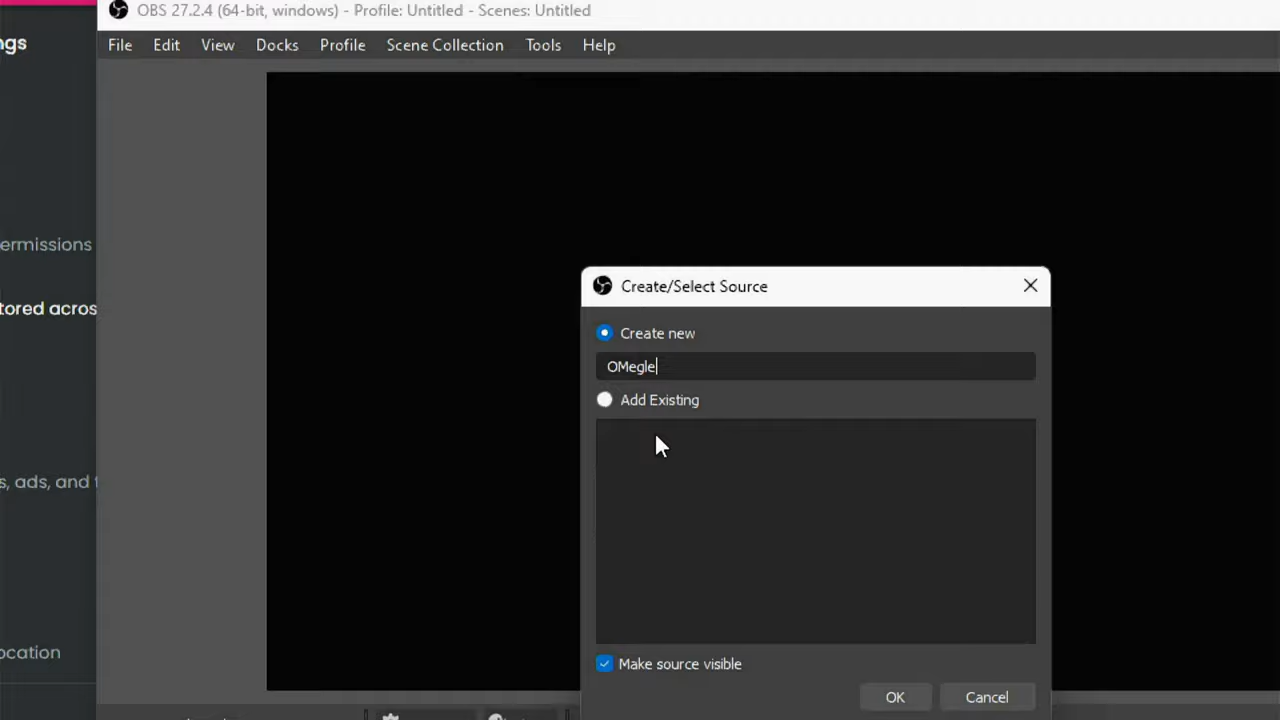 OBS 27.2.4 (64-bit, windows) - Profile: Untitled - Scenes: Untitled
ngs
File Edit View Docks Profile Scene Collection Tools Help
ermissions
Create/Select Source
tored acros
Create new
OMegle
Add Existing
s, ads, and t
ocation
Make source visible
OK Cancel